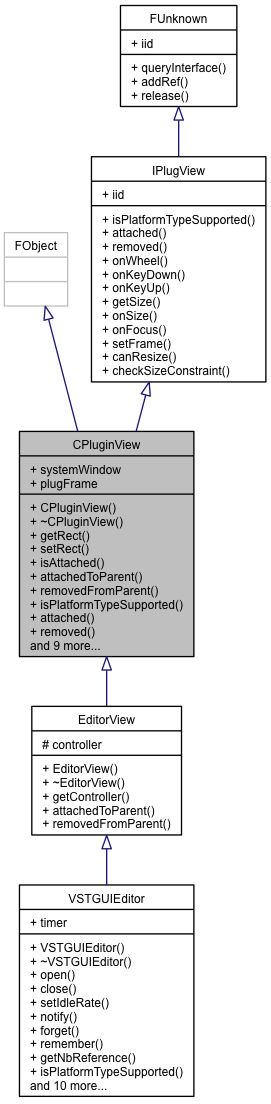 FUnknown
+ iid
+ queryInterface()
+ addRef()
+ release()
IPlugView
+ iid
+ isPlatformTypeSupported()
+ attached()
+ removed()
+ onWheel()
+ onKeyDown()
+ onKeyUp()
+ getSize()
+ onSize()
+ onFocus()
+ setFrame()
+ canResize()
+ checkSizeConstraint()
FObject
CPluginView
+ systemWindow
+ plugFrame
+ CPluginView()
+ ~CPluginView()
+ getRect()
+ setRect()
+ isAttached()
+ attachedToParent()
+ removedFromParent()
+ isPlatformTypeSupported()
+ attached()
+ removed()
and 9 more...
EditorView
# controller
+ EditorView()
+ ~EditorView()
+ getController()
+ attachedToParent()
+ removedFromParent()
VSTGUIEditor
+ timer
+ VSTGUIEditor()
+ ~VSTGUIEditor()
+ open()
+ close()
+ setIdleRate()
+ notify()
+ forget()
+ remember()
+ getNbReference()
+ isPlatformTypeSupported()
and 10 more...